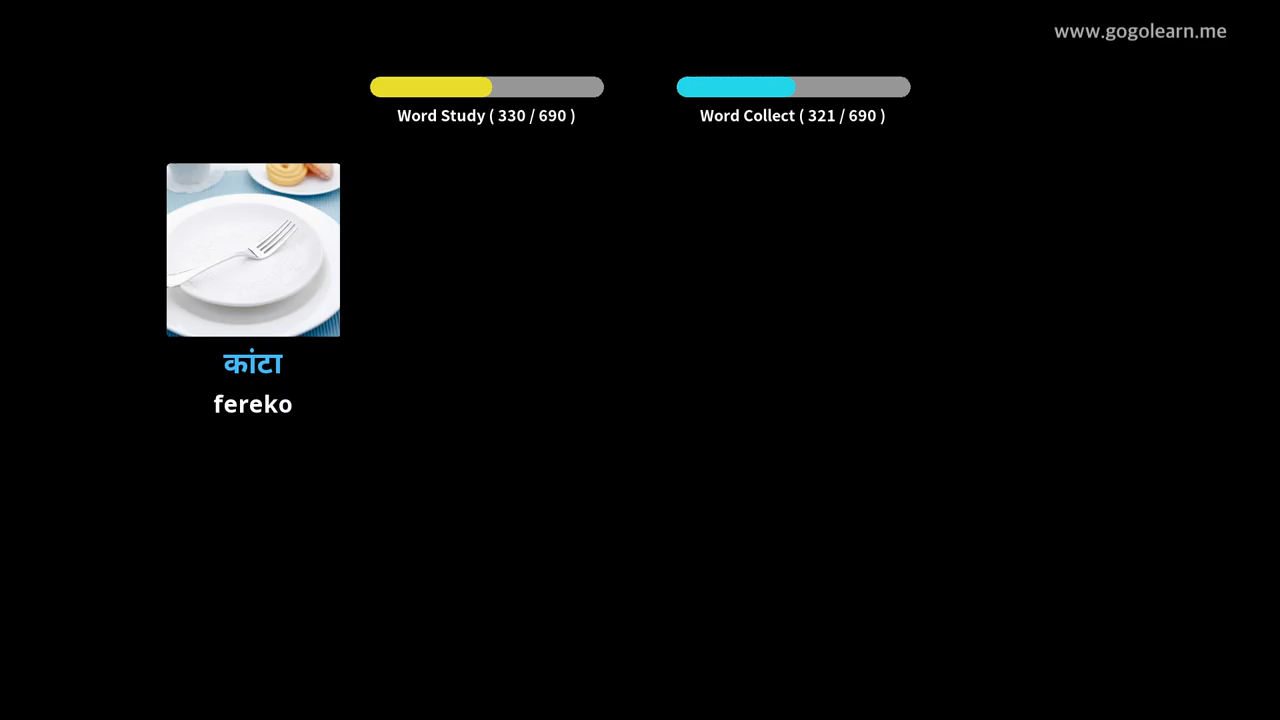 www.gogolearn.me
Word Study ( 330 / 690 )
Word Collect ( 321 / 690 )
कांटा
fereko